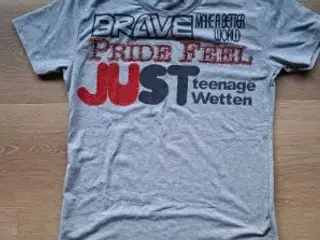 BRAVE MAKE A BETTER
WORLD
PRIDE FEEL
JUST teenage
Wetten